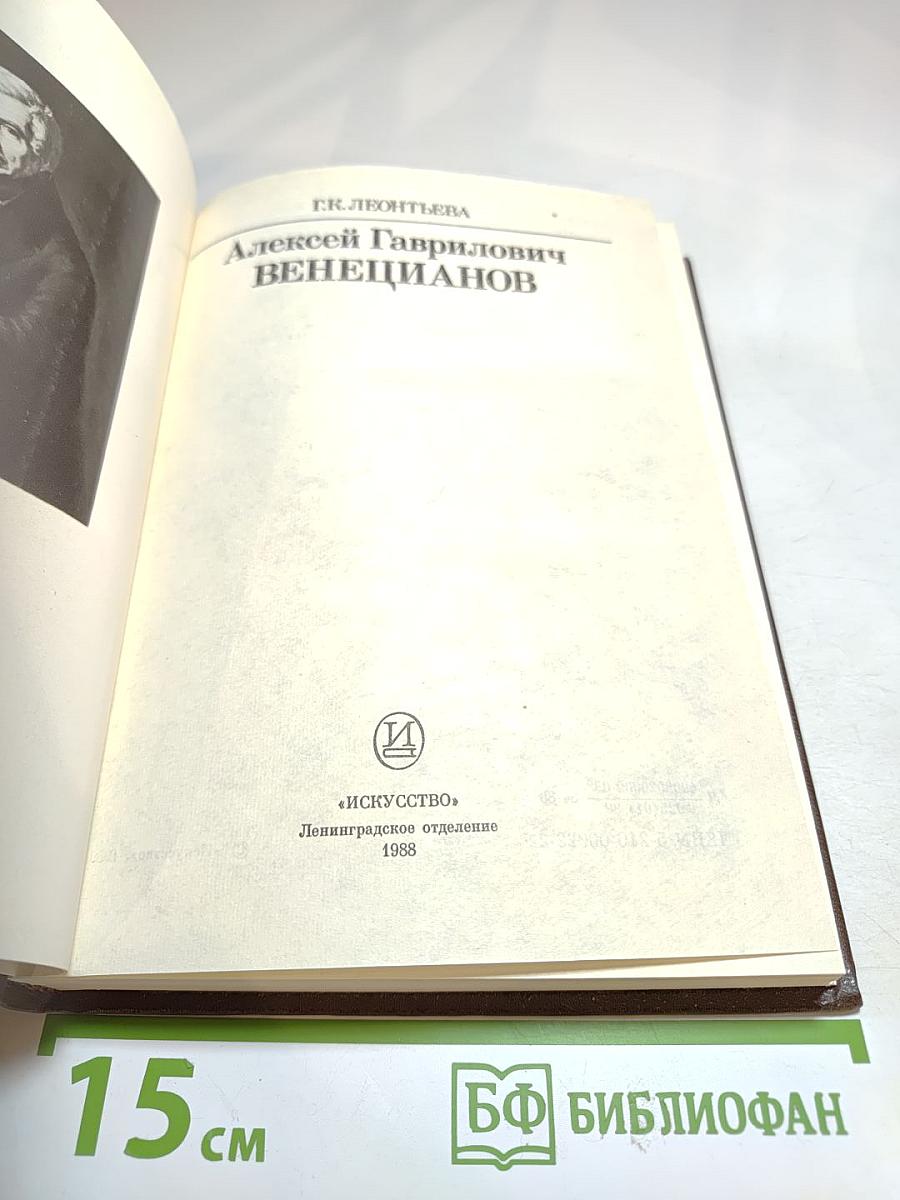 Г.К. ЛЕОНТЬЕВА
Алексей Гаврилович
ВЕНЕЦИАНОВ
И
«ИСКУССТВО»
Ленинградское отделение
1988
15 см
БФ БИБЛИОФАН